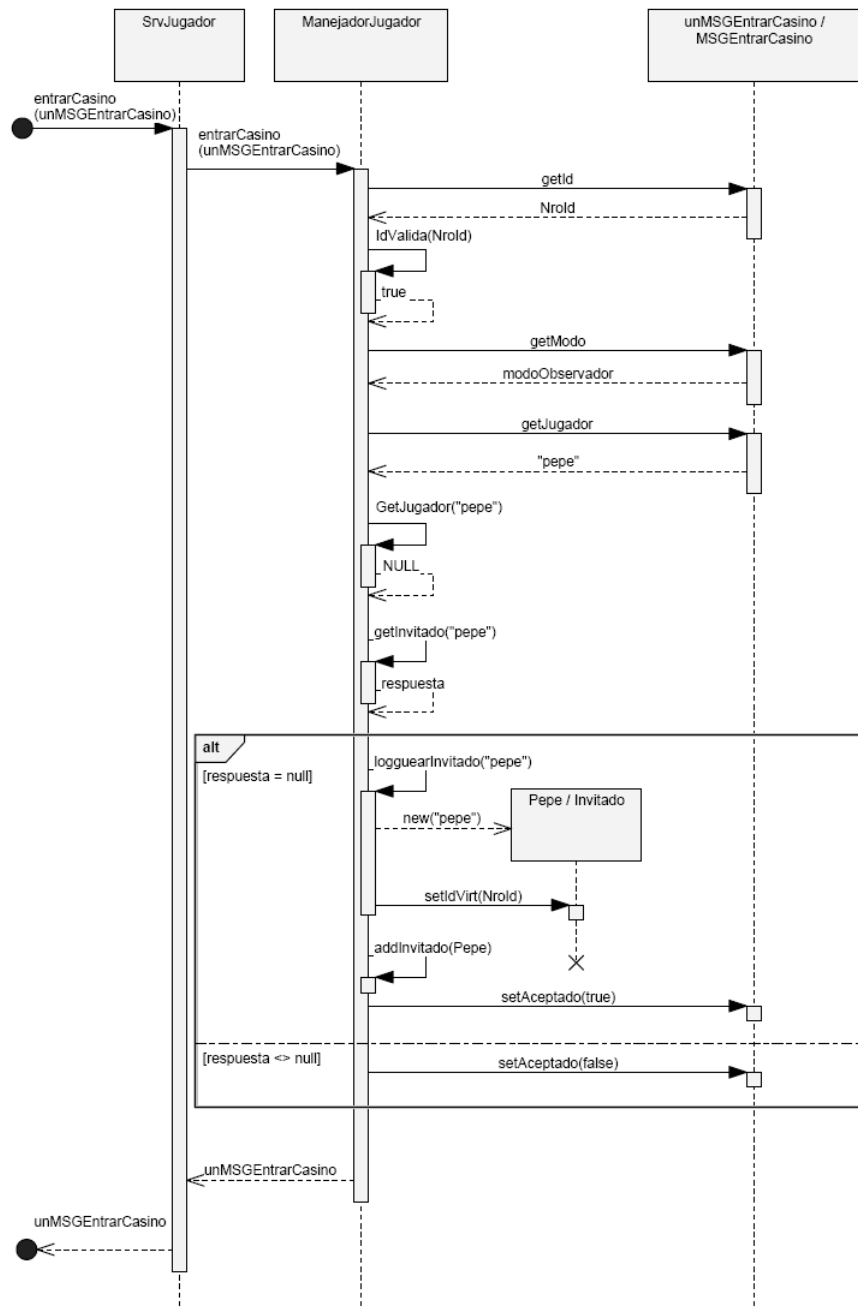 SrvJugador
ManejadorJugador
unMSGEntrarCasino /
MSGEntrarCasino
entrarCasino
(unMSGEntrarCasino)
entrarCasino
(unMSGEntrarCasino)
getId
NroId
IdValida(NroId)
true
getModo
modoObservador
getJugador
"pepe"
GetJugador("pepe")
NULL
getInvitado("pepe")
respuesta
alt
[respuesta = null]
logguearInvitado("pepe")
Pepe / Invitado
new("pepe")
setIdVirt(NroId)
addInvitado(Pepe)
setAceptado(true)
[respuesta <> null]
setAceptado(false)
unMSGEntrarCasino
unMSGEntrarCasino